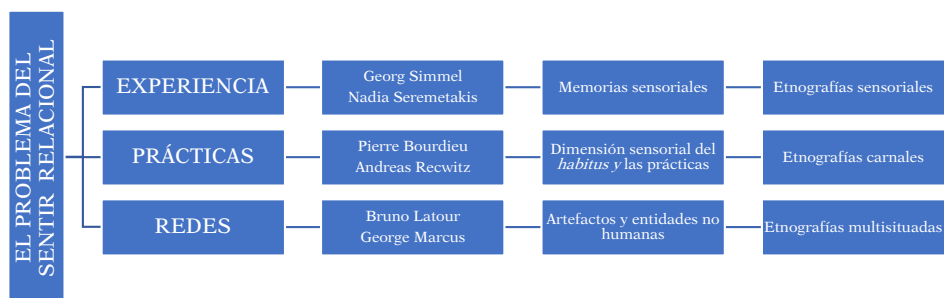 EL PROBLEMA DEL
SENTIR RELACIONAL
EXPERIENCIA
Georg Simmel
Nadia Seremetakis
Memorias sensoriales
Etnografías sensoriales
PRÁCTICAS
Pierre Bourdieu
Andreas Recwitz
Dimensión sensorial del
habitus y las prácticas
Etnografías carnales
REDES
Bruno Latour
George Marcus
Artefactos y entidades no
humanas
Etnografías multisituadas